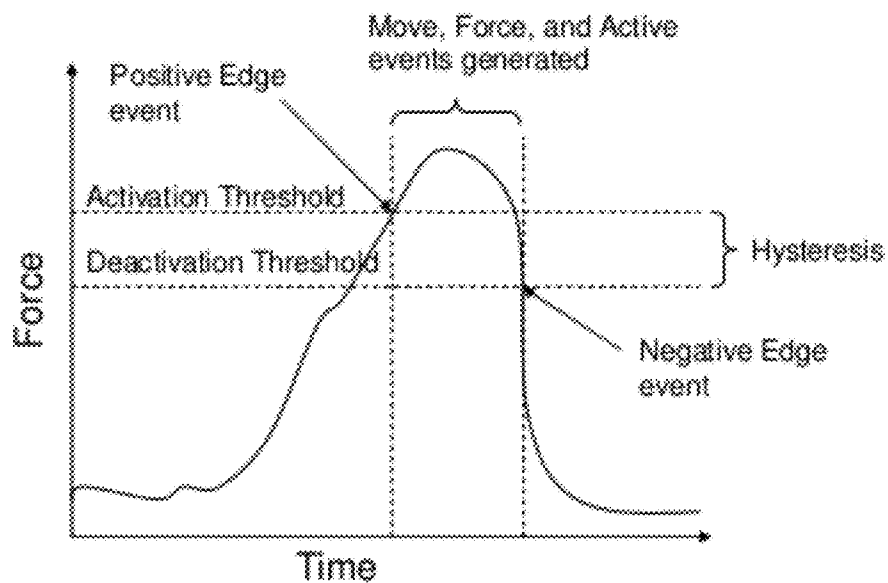 Move, Force, and Active
events generated
Positive Edge
event
Activation Threshold
Deactivation Threshold
Hysteresis
Force
Negative Edge
event
Time